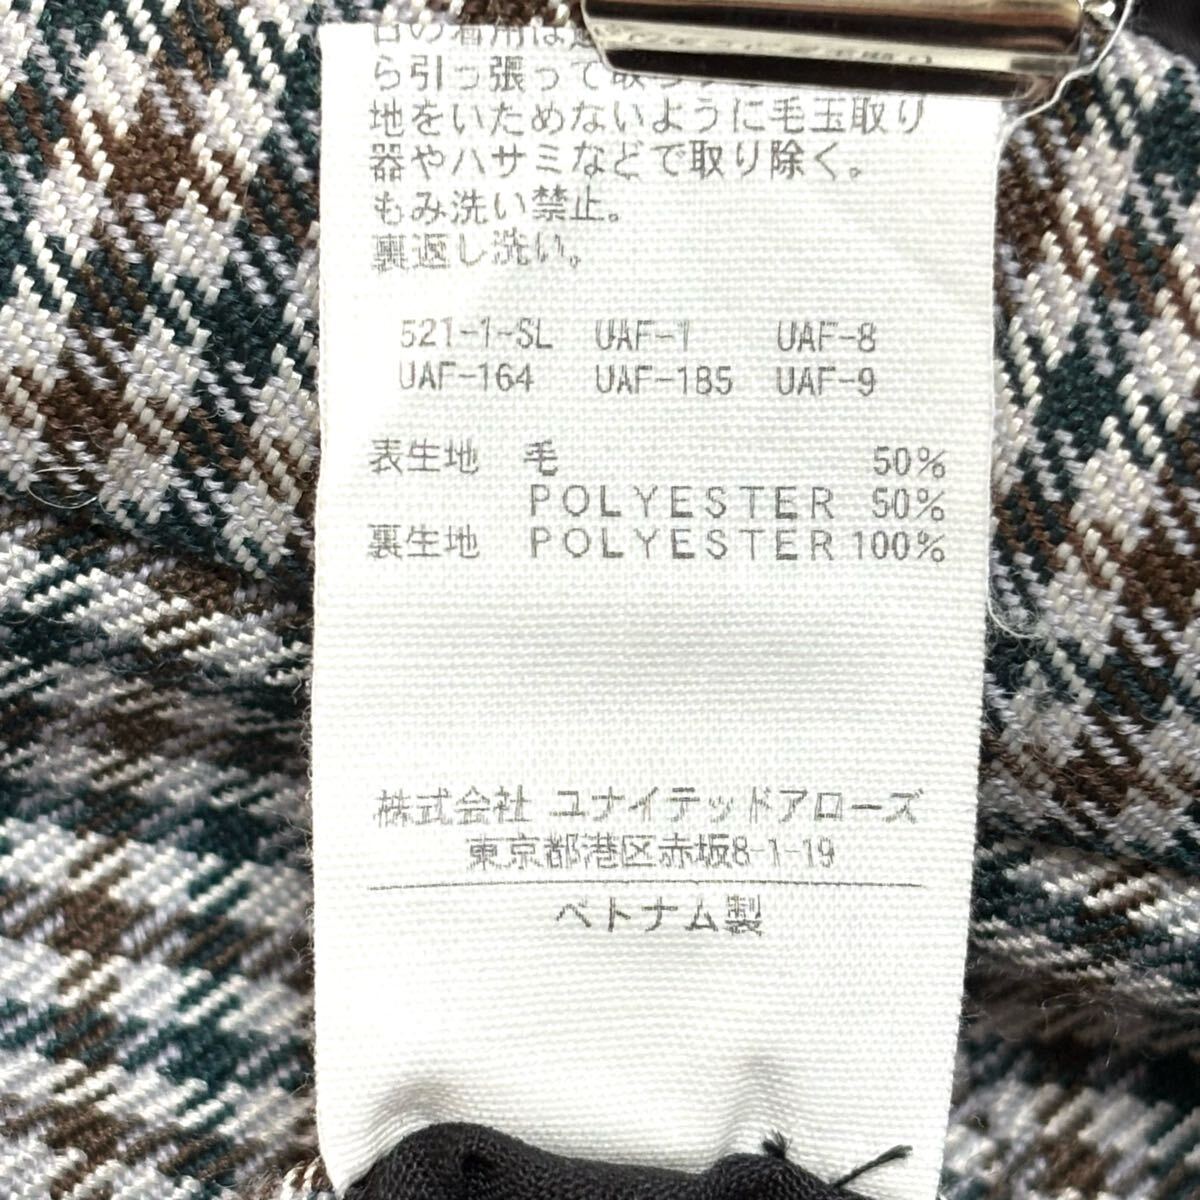 の着用は
ら引っ張って取
地をいためないように毛玉取り
器やハサミなどで取り除く。
もみ洗い禁止。
裏返し洗い。
521-1-SL UAF-1 UAF-8
UAF-164 UAF-185 UAF-9
表生地 毛 50%
POLYESTER 50%
裏生地 POLYESTER 100%
株式会社 ユナイテッドアローズ
東京都港区赤坂8-1-19
ベトナム製